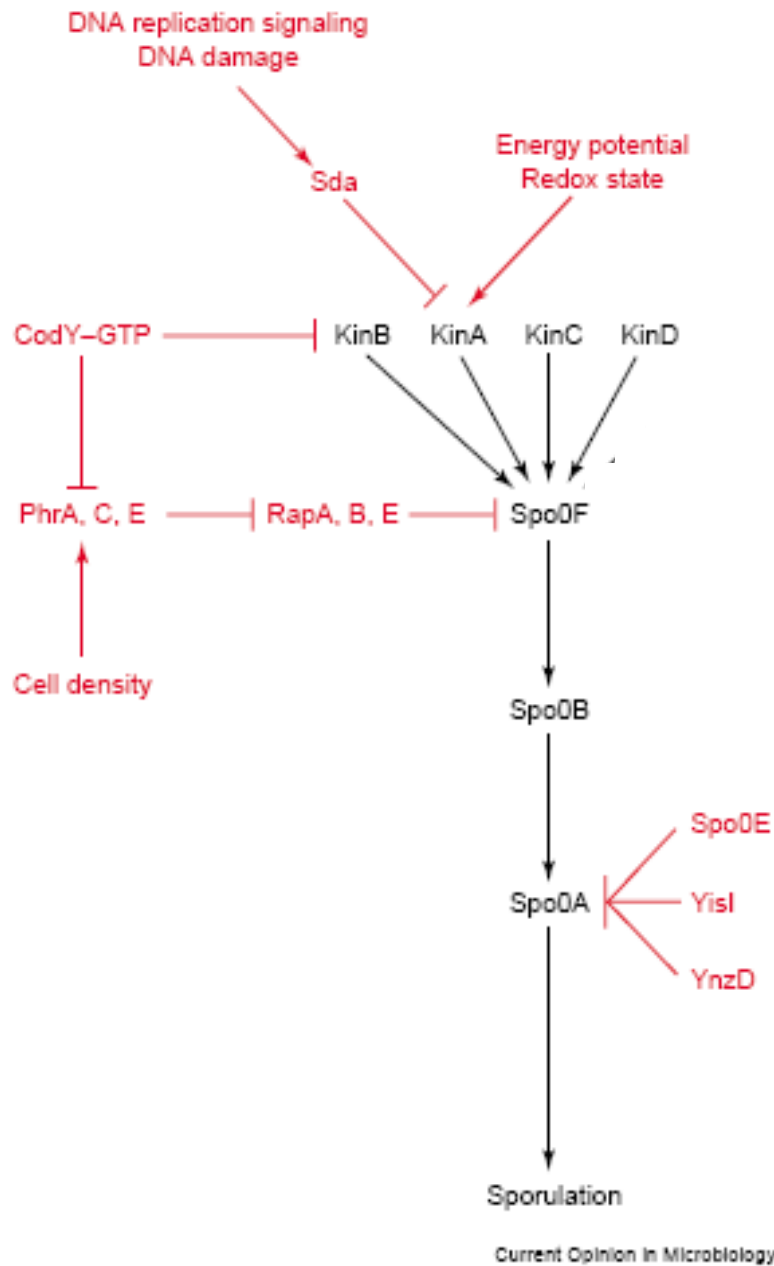 DNA replication signaling
DNA damage
Energy potential
Redox state
Sda
CodY–GTP
KinB
KinA
KinC
KinD
PhrA, C, E
RapA, B, E
Spo0F
Cell density
Spo0B
Spo0E
Spo0A
YisI
YnzD
Sporulation
Current Opinion in Microbiology